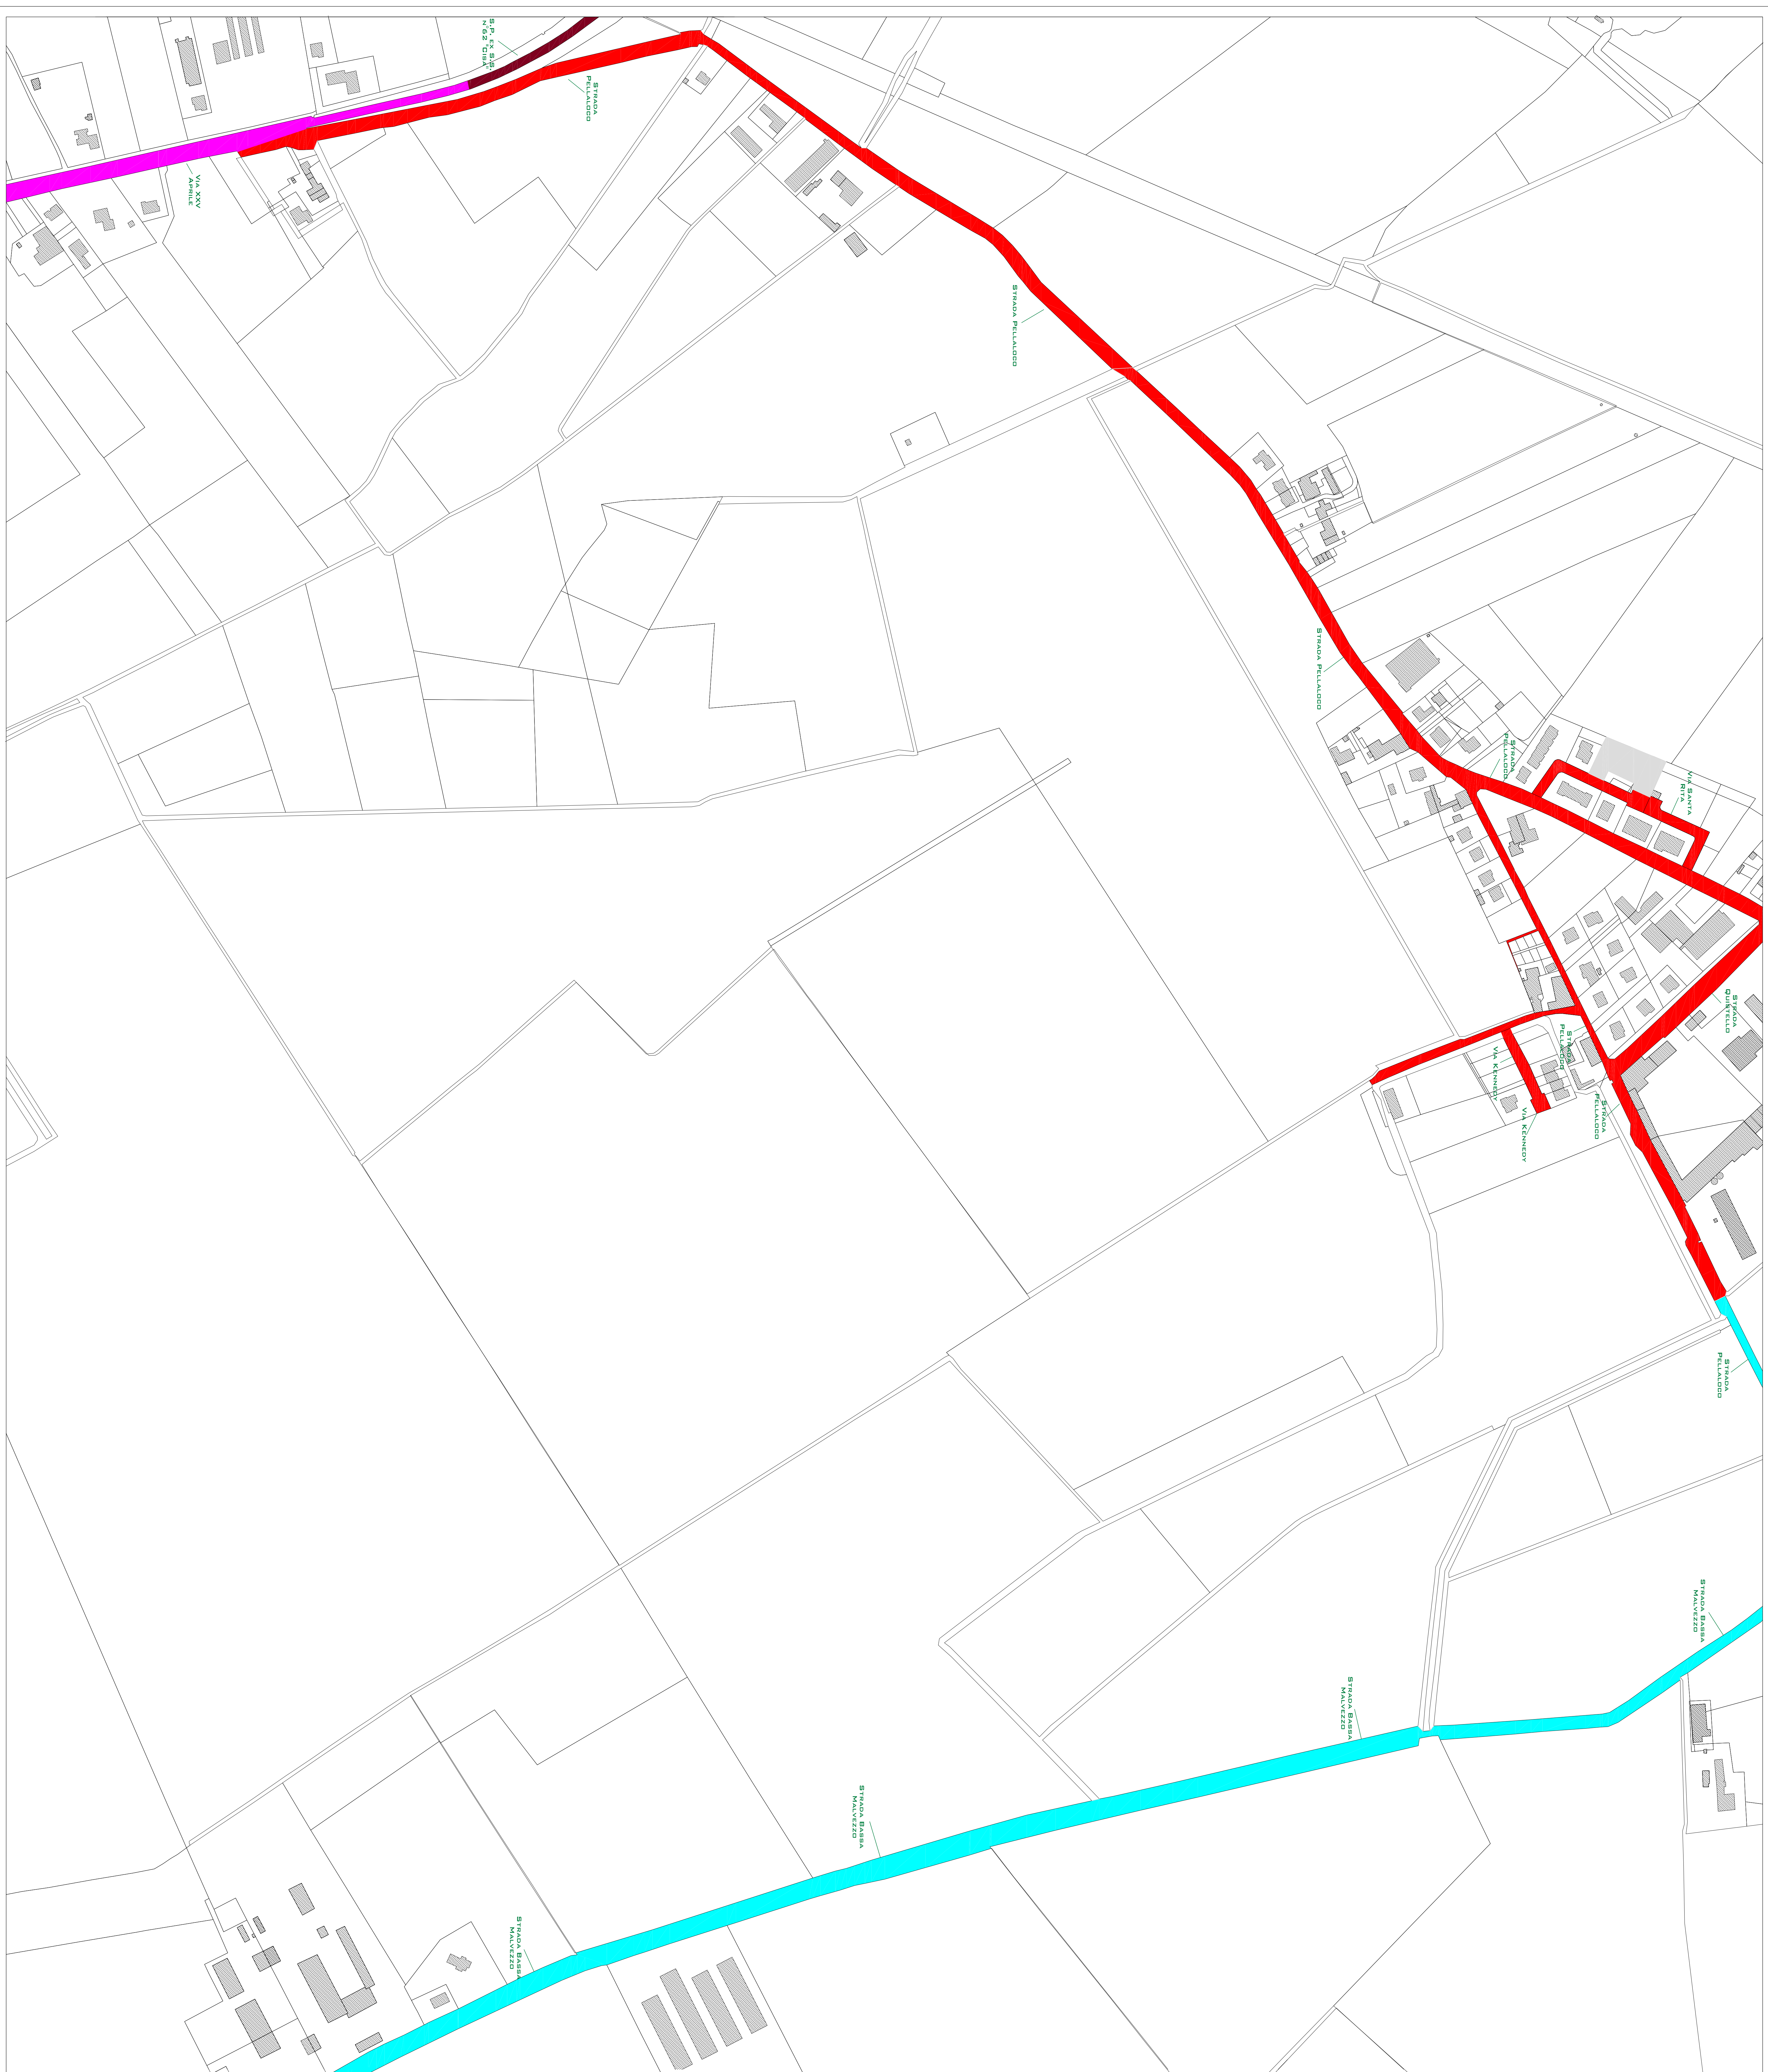 S.P. ex S.S.
N°62 "Cisa"
Strada
Pellaloco
Via XXV
Aprile
Strada Pellaloco
Strada Pellaloco
Strada
Pellaloco
Via Santa
Rita
Strada
Quistello
Strada
Pellaloco
Via Kennedy
Strada
Pellaloco
Via Kennedy
Strada
Pellaloco
Strada Bassa
Malvezzo
Strada Bassa
Malvezzo
Strada Bassa
Malvezzo
Strada Bassa
Malvezzo